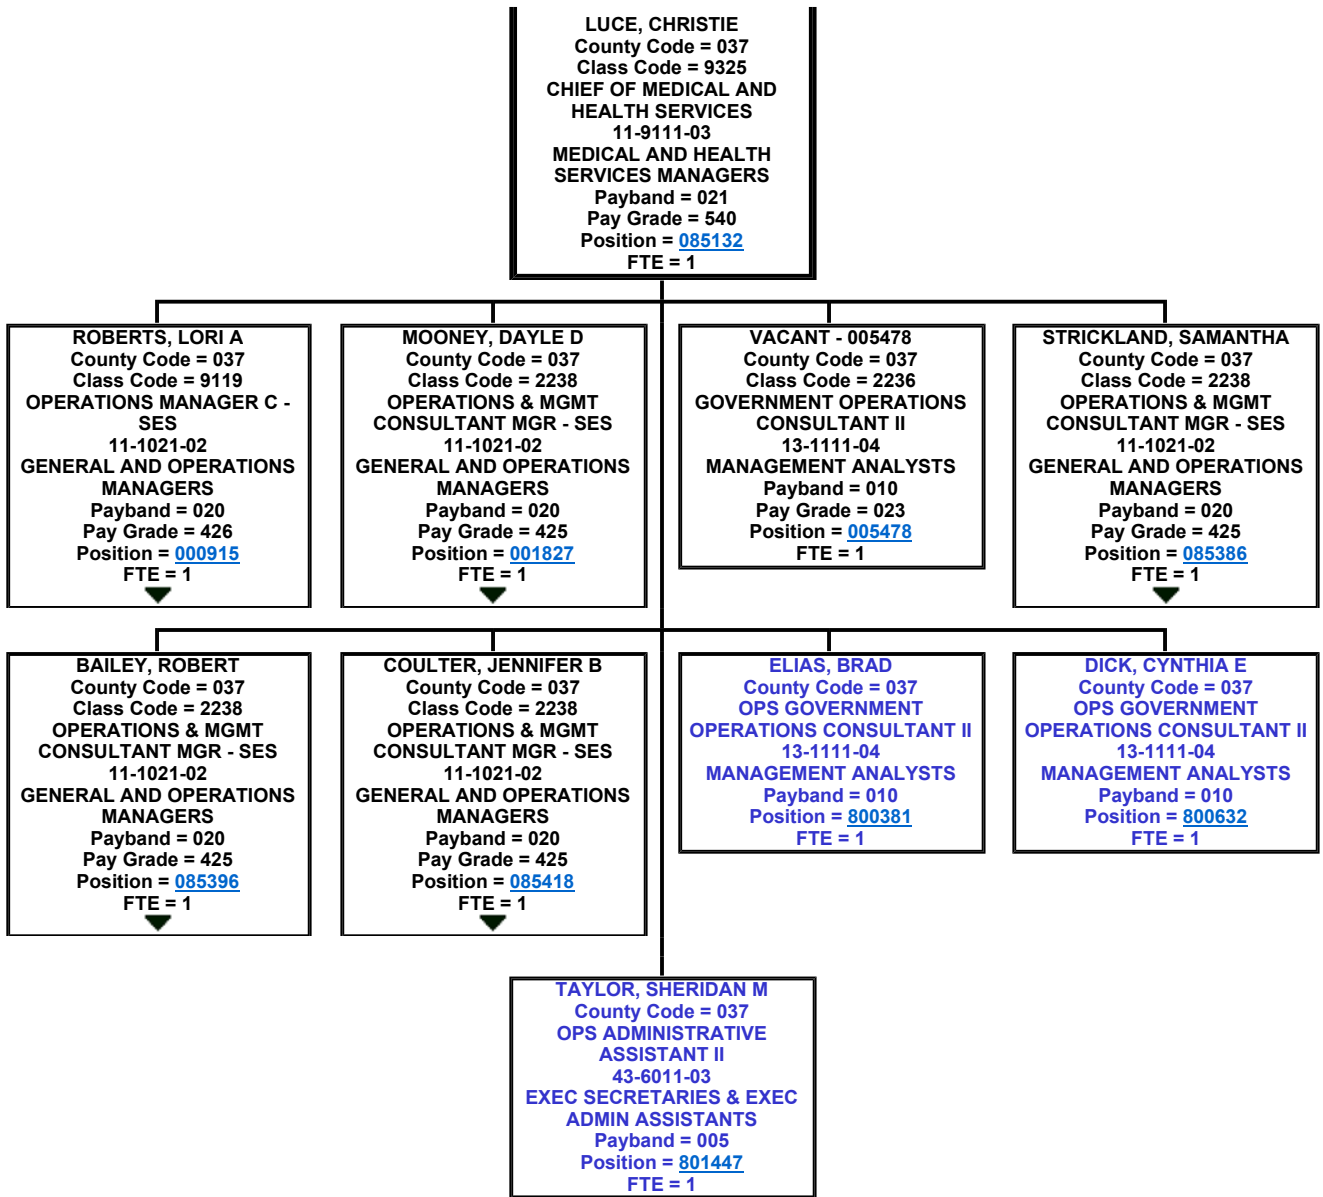 LUCE, CHRISTIE
County Code = 037
Class Code = 9325
CHIEF OF MEDICAL AND
HEALTH SERVICES
11-9111-03
MEDICAL AND HEALTH
SERVICES MANAGERS
Payband = 021
Pay Grade = 540
Position = 085132
FTE = 1
ROBERTS, LORI A
County Code = 037
Class Code = 9119
OPERATIONS MANAGER C -
SES
11-1021-02
GENERAL AND OPERATIONS
MANAGERS
Payband = 020
Pay Grade = 426
Position = 000915
FTE = 1
MOONEY, DAYLE D
County Code = 037
Class Code = 2238
OPERATIONS & MGMT
CONSULTANT MGR - SES
11-1021-02
GENERAL AND OPERATIONS
MANAGERS
Payband = 020
Pay Grade = 425
Position = 001827
FTE = 1
VACANT - 005478
County Code = 037
Class Code = 2236
GOVERNMENT OPERATIONS
CONSULTANT II
13-1111-04
MANAGEMENT ANALYSTS
Payband = 010
Pay Grade = 023
Position = 005478
FTE = 1
STRICKLAND, SAMANTHA
County Code = 037
Class Code = 2238
OPERATIONS & MGMT
CONSULTANT MGR - SES
11-1021-02
GENERAL AND OPERATIONS
MANAGERS
Payband = 020
Pay Grade = 425
Position = 085386
FTE = 1
BAILEY, ROBERT
County Code = 037
Class Code = 2238
OPERATIONS & MGMT
CONSULTANT MGR - SES
11-1021-02
GENERAL AND OPERATIONS
MANAGERS
Payband = 020
Pay Grade = 425
Position = 085396
FTE = 1
COULTER, JENNIFER B
County Code = 037
Class Code = 2238
OPERATIONS & MGMT
CONSULTANT MGR - SES
11-1021-02
GENERAL AND OPERATIONS
MANAGERS
Payband = 020
Pay Grade = 425
Position = 085418
FTE = 1
ELIAS, BRAD
County Code = 037
OPS GOVERNMENT
OPERATIONS CONSULTANT II
13-1111-04
MANAGEMENT ANALYSTS
Payband = 010
Position = 800381
FTE = 1
DICK, CYNTHIA E
County Code = 037
OPS GOVERNMENT
OPERATIONS CONSULTANT II
13-1111-04
MANAGEMENT ANALYSTS
Payband = 010
Position = 800632
FTE = 1
TAYLOR, SHERIDAN M
County Code = 037
OPS ADMINISTRATIVE
ASSISTANT II
43-6011-03
EXEC SECRETARIES & EXEC
ADMIN ASSISTANTS
Payband = 005
Position = 801447
FTE = 1